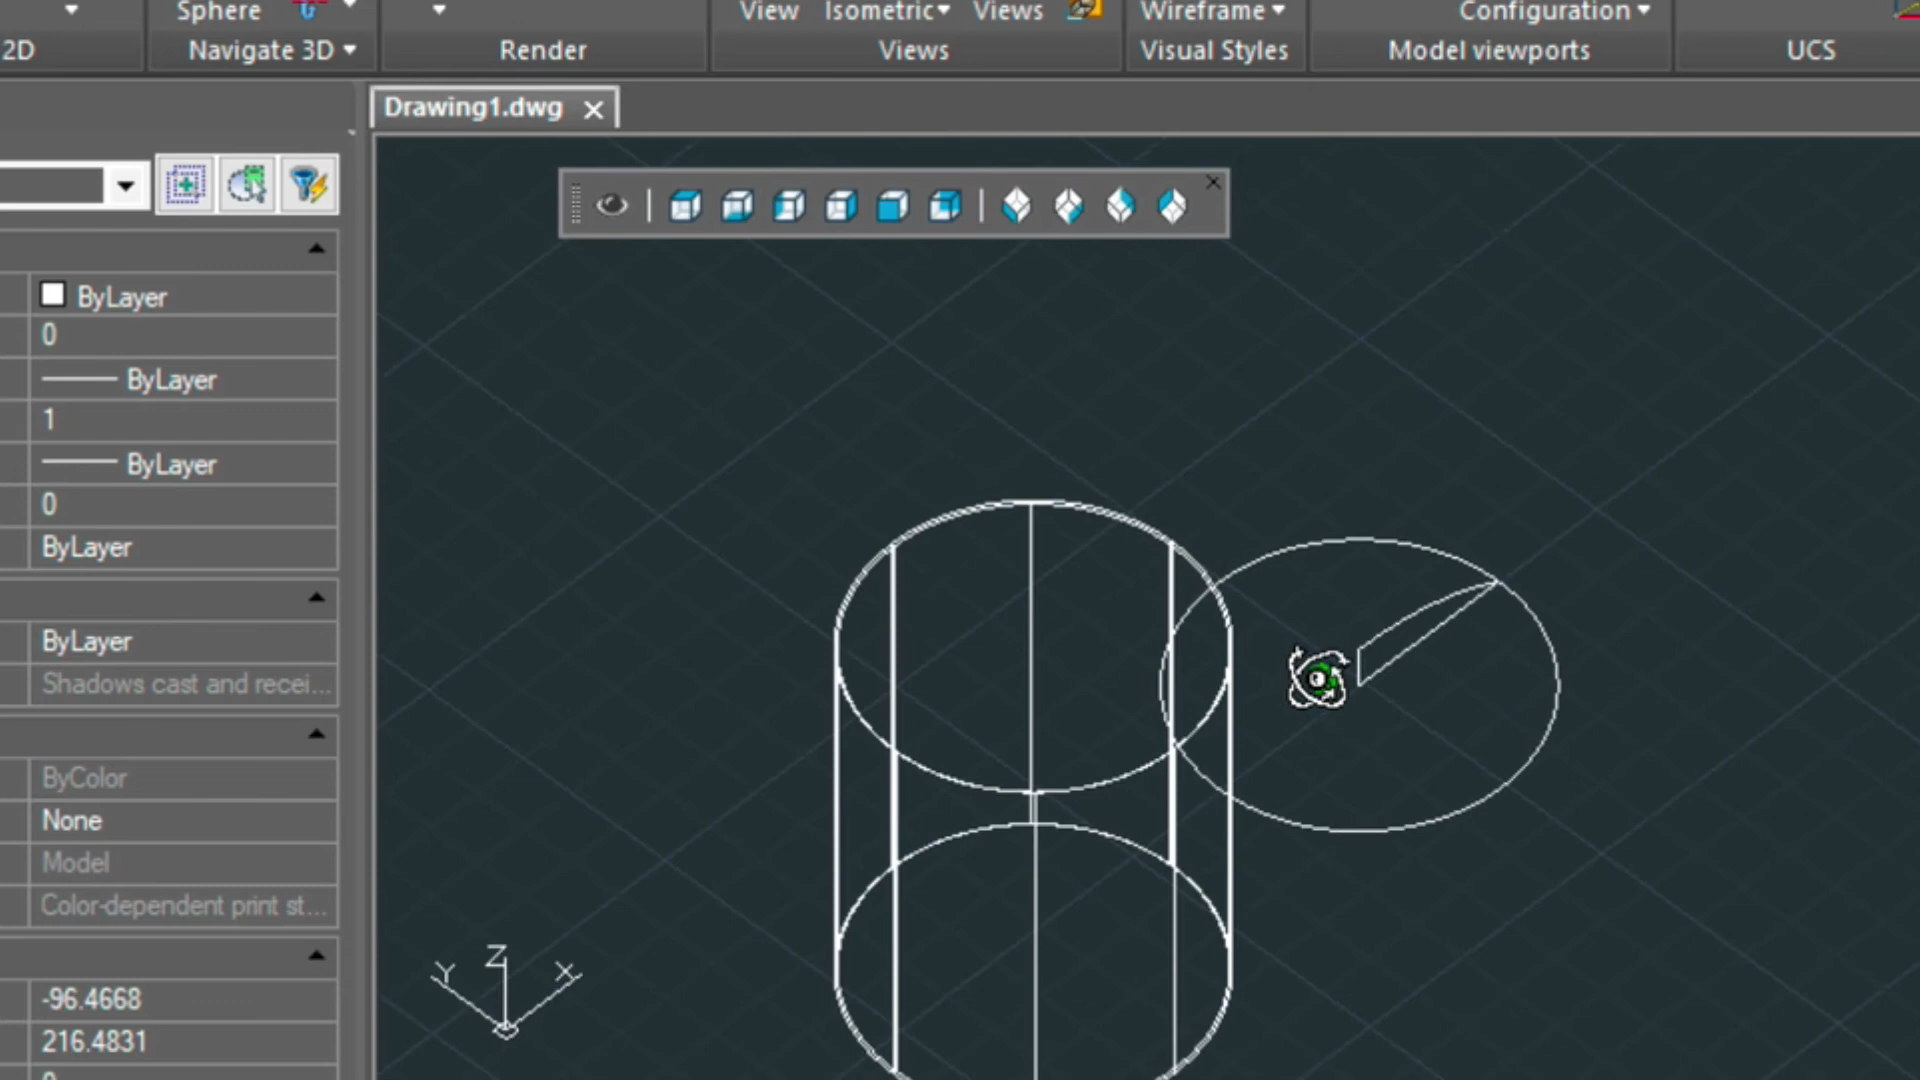 Sphere View Isometric Views Wireframe Configuration
2D Navigate 3D Render Views Visual Styles Model viewports UCS
Drawing1.dwg
ByLayer
0
ByLayer
1
ByLayer
0
ByLayer
ByLayer
Shadows cast and recei...
ByColor
None
Model
Color-dependent print st...
Y Z X
-96.4668
216.4831